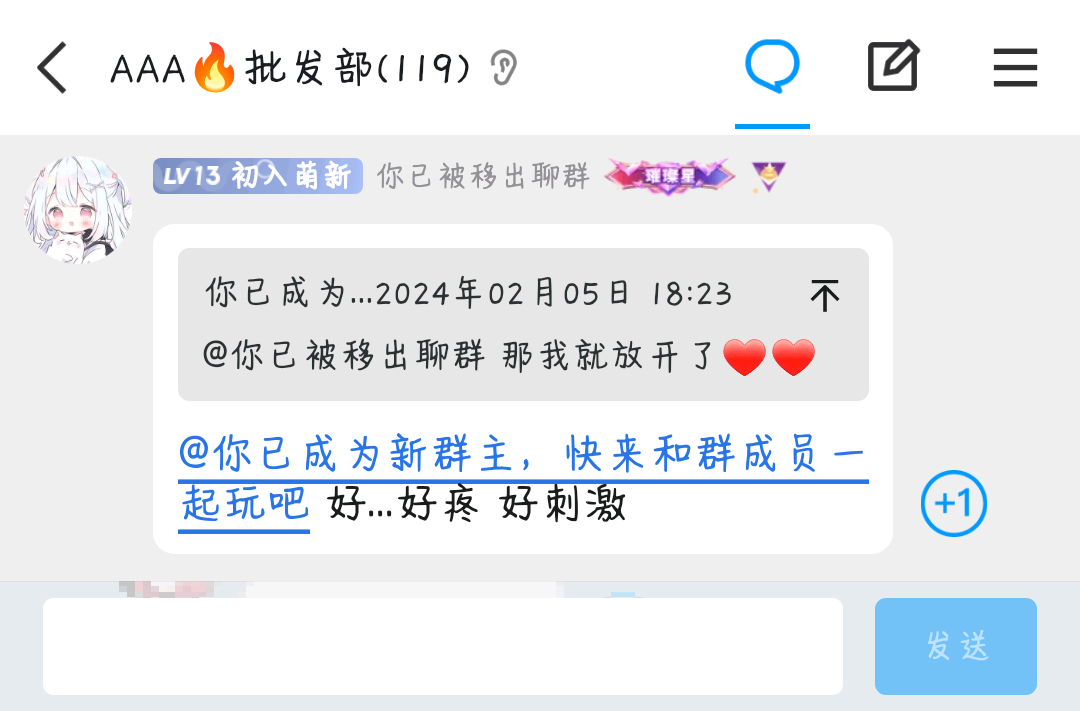 AAA🔥批发部(119)
LV13 初入萌新 你已被移出聊群 璀璨星
你已成为...2024年02月05日 18:23
@你已被移出聊群 那我就放开了❤️❤️
@你已成为新群主，快来和群成员一
起玩吧 好...好疼 好刺激
+1
发送